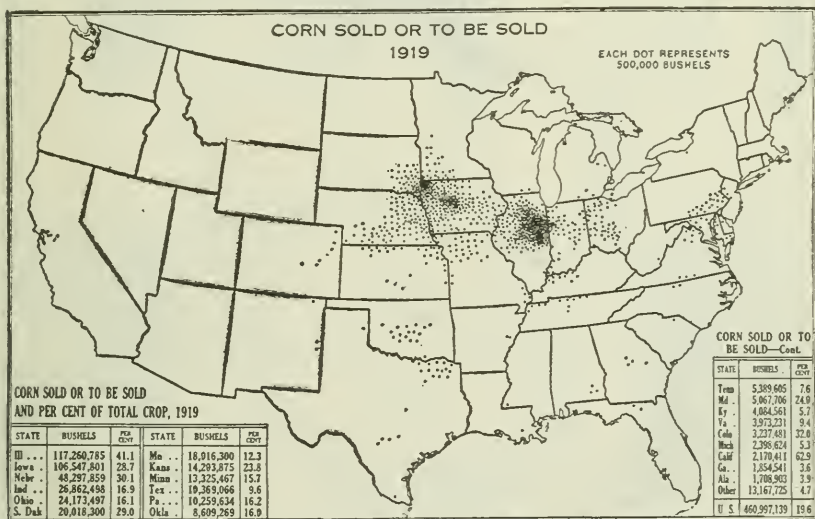 CORN SOLD OR TO BE SOLD
1919
EACH DOT REPRESENTS
500,000 BUSHELS
CORN SOLD OR TO BE SOLD
AND PER CENT OF TOTAL CROP, 1919
STATE BUSHELS PER CENT STATE BUSHELS PER CENT
Ill ... 117,260,785 41.1 Mo .. 18,916,300 12.3
Iowa . 106,547,801 28.7 Kans . 14,293,875 23.8
Nebr . 48,297,859 30.1 Minn . 13,325,467 15.7
Ind .. 26,862,498 16.9 Tex .. 10,369,066 9.6
Ohio . 24,173,497 16.1 Pa. .. 10,259,634 16.2
S. Dak 20,018,300 29.0 Okla . 8,609,269 16.0
CORN SOLD OR TO
BE SOLD—Cont.
STATE BUSHELS . PER CENT
Tenn 5,389,605 7.6
Md . 5,067,706 24.0
Ky . 4,084,561 5.7
Va . 3,973,231 9.4
Colo 3,237,481 32.0
Mich 2,398,624 5.3
Calif 2,170,411 62.9
Ga. . 1,854,541 3.6
Ala . 1,708,903 3.9
Other 13,167,725 4.7
U S. 460,997,139 19.6